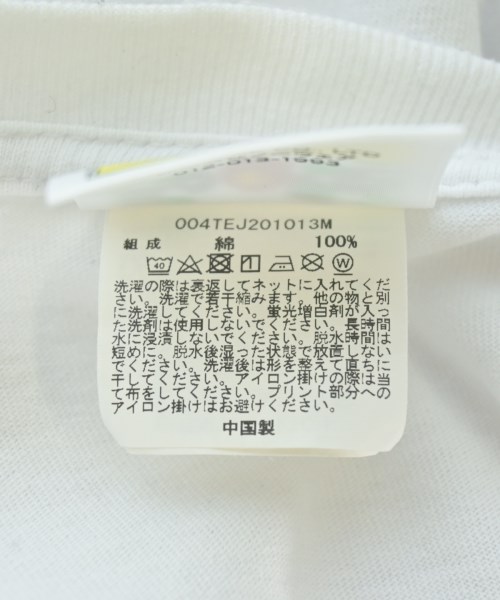 012-013-1993
004TEJ201013M
組成 綿 100%
40
W
洗濯の際は裏返してネットに入れてくだ
さい。洗濯で若干縮みます。他の物と別
に洗濯してください。蛍光増白剤が入っ
た洗剤は使用しないでください。長時間
水に浸漬しないでください。脱水時間は
短めに。脱水後湿った状態で放置しない
でください。洗濯後は形を整えて直ちに
干してください。アイロン掛けの際は当
て布をしてください。プリント部分への
アイロン掛けはお避けください。
中国製